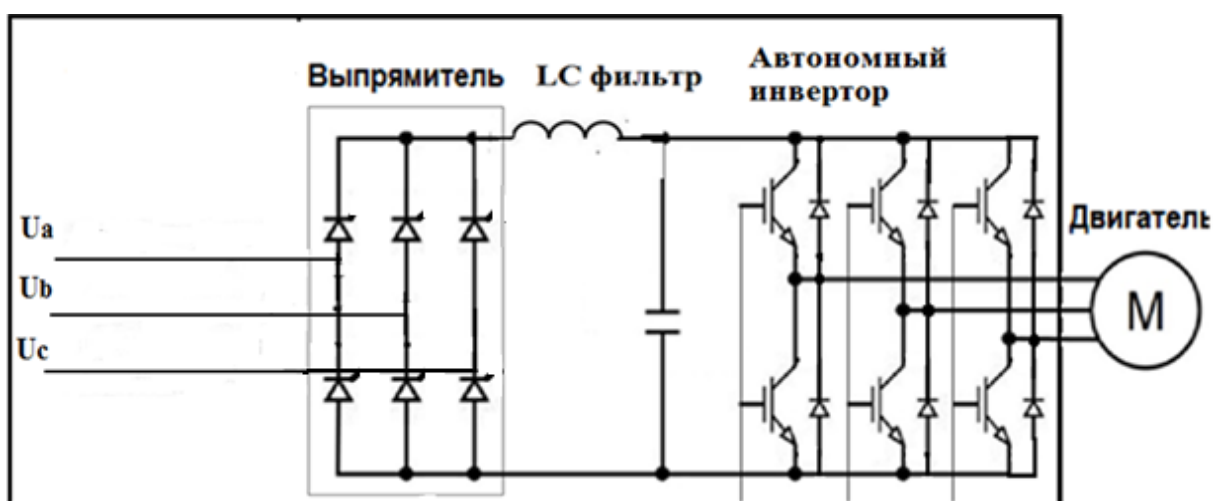 Выпрямитель
LC фильтр
Автономный
инвертор
Ua
Ub
Uc
Двигатель
M